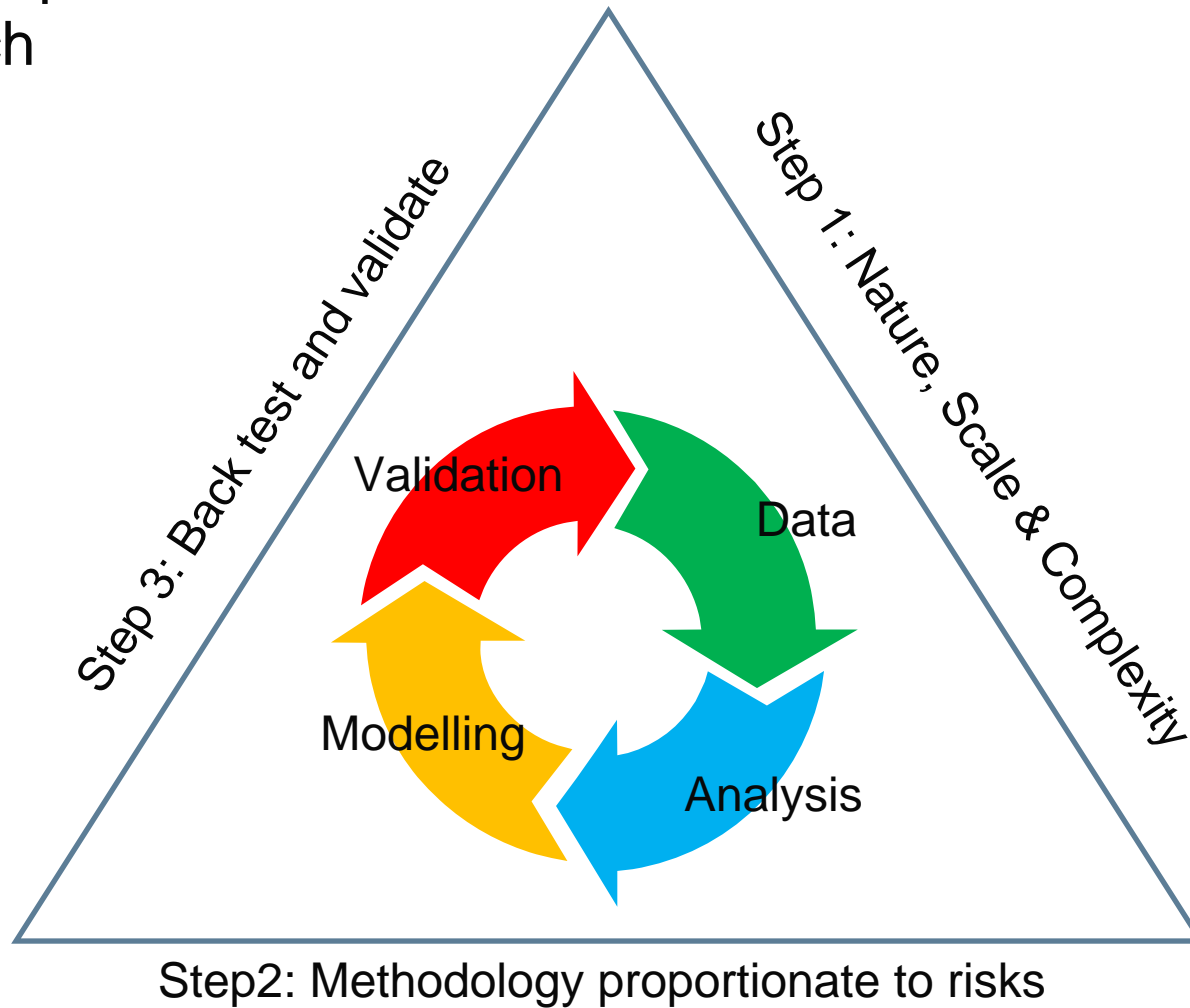 Step 3: Back test and validate
Step 1: Nature, Scale & Complexity
Validation
Data
Modelling
Analysis
Step2: Methodology proportionate to risks